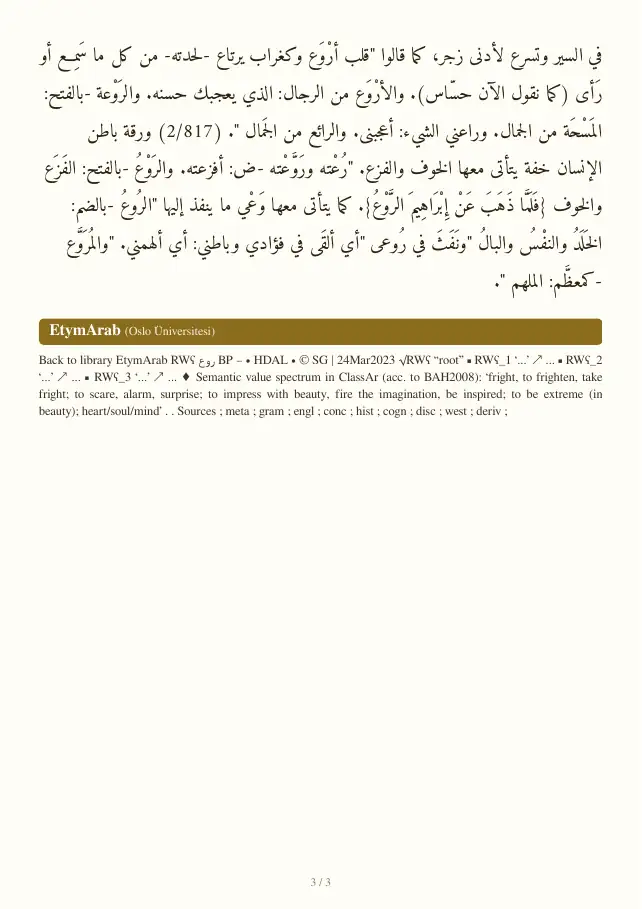 في السير وتسرع لأدنى زجر، كما قالوا "قلب أرْوَع وكغراب يرتاع -لحدته- من كل ما سَمِـع أو
رَأى (كما نقول الآن حسّاس). والأرْوَع من الرجال: الذي يعجبك حسنه. والروعة -بالفتح:
المَسْحَة من الجمال. وراعني الشيء: أعجبنى. والرائع من الجَمال ". (2/817) ورقة باطن
الإنسان خفة يتأتى معها الخوف والفزع. "رُعْته ورَوَّعْته -ض: أفزعته. والرَوْعُ -بالفتح: الفَزَع
والخوف {فَلَمَّا ذَهَبَ عَنْ إِبْرَاهِيمَ الرَّوْعُ}. كما يتأتى معها وَعْي ما ينفذ إليها "الرُوعُ -بالضم:
الخَلَدُ والنفْسُ والبالُ "ونَفَثَ في رُوعى "أي ألقَى في فؤادي وباطني: أي ألهمني. "والمُرَوَّع
-كمعظَّم: الملهم ".
EtymArab (Oslo Üniversitesi)
Back to library EtymArab RWʕ روع BP – • HDAL • © SG | 24Mar2023 √RWʕ “root” ▪ RWʕ_1 ‘...’ ↗ ... ▪ RWʕ_2
‘...’ ↗ ... ▪ RWʕ_3 ‘...’ ↗ ... ♦ Semantic value spectrum in ClassAr (acc. to BAH2008): ‘fright, to frighten, take
fright; to scare, alarm, surprise; to impress with beauty, fire the imagination, be inspired; to be extreme (in
beauty); heart/soul/mind’ . . Sources ; meta ; gram ; engl ; conc ; hist ; cogn ; disc ; west ; deriv ;
3 / 3